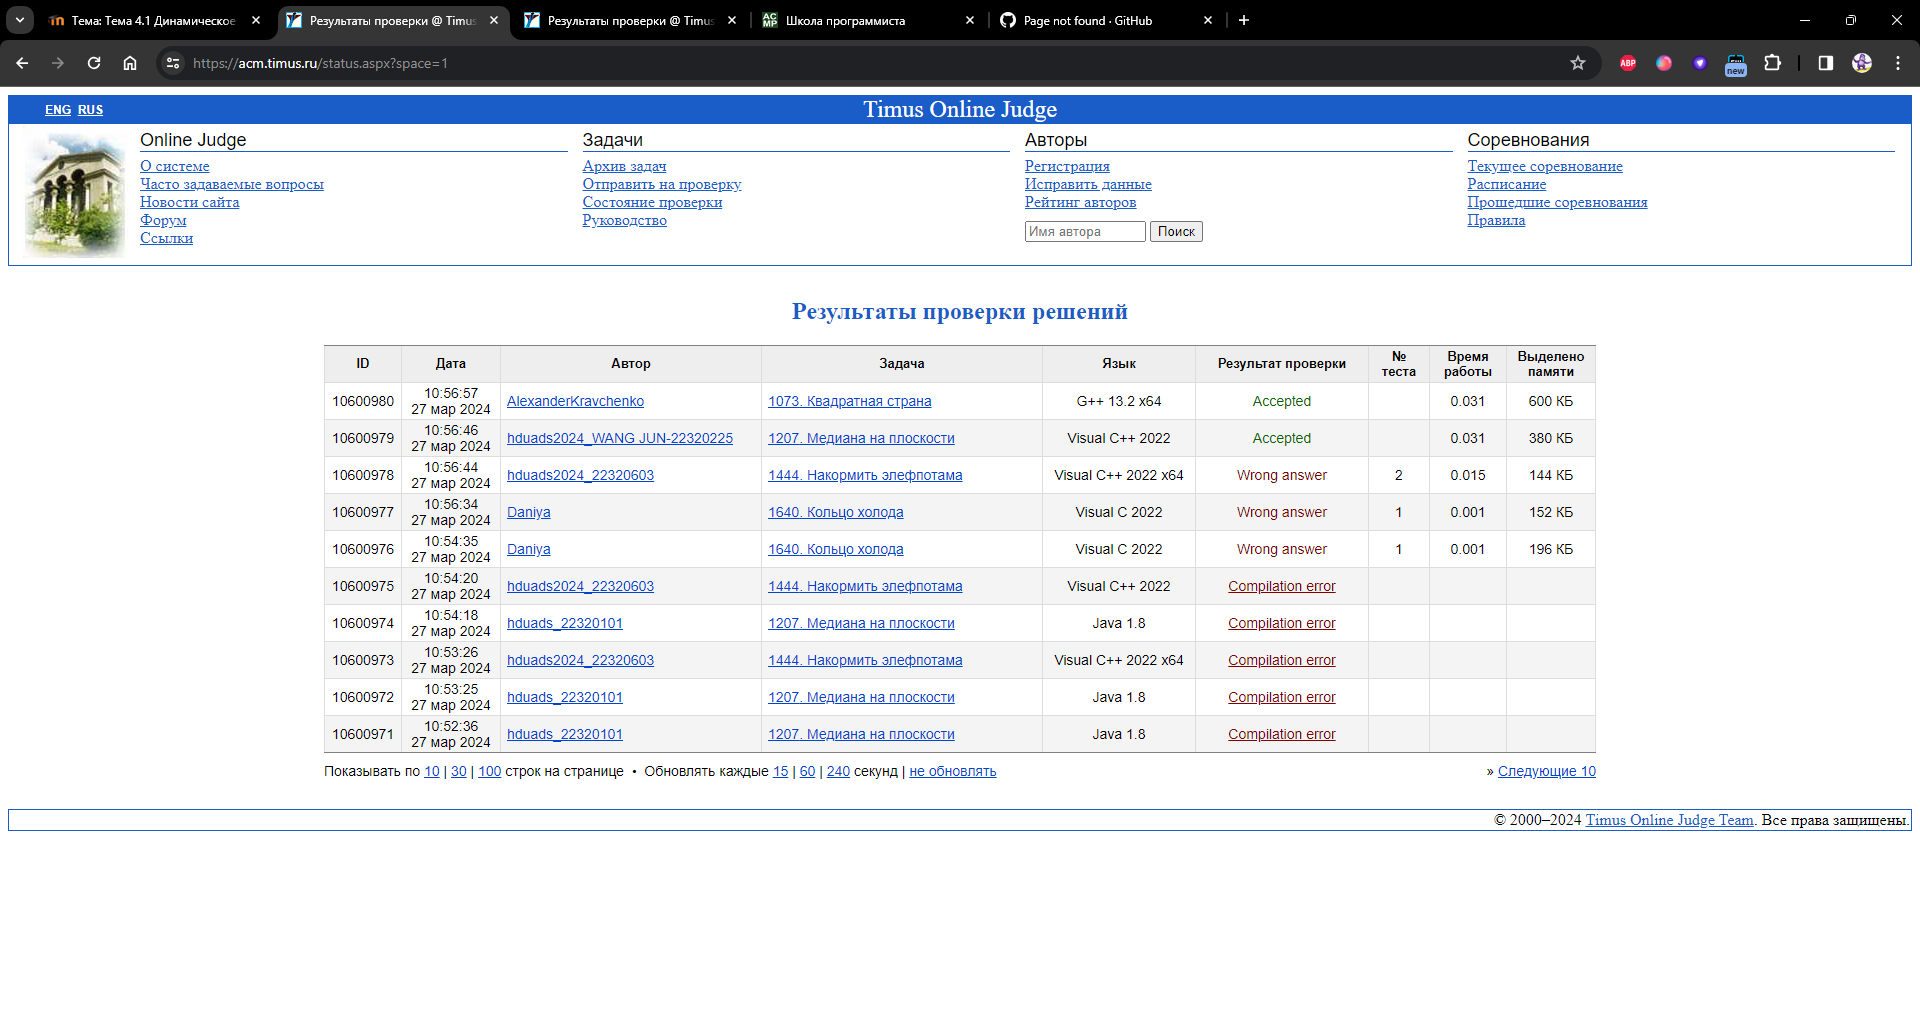 Тема: Тема 4.1 Динамическое
Результаты проверки @ Timus
Результаты проверки @ Timus
ACMP Школа программиста
Page not found · GitHub
https://acm.timus.ru/status.aspx?space=1
ABP
new
ENG RUS
Timus Online Judge
Online Judge
О системе
Часто задаваемые вопросы
Новости сайта
Форум
Ссылки
Задачи
Архив задач
Отправить на проверку
Состояние проверки
Руководство
Авторы
Регистрация
Исправить данные
Рейтинг авторов
Имя автора Поиск
Соревнования
Текущее соревнование
Расписание
Прошедшие соревнования
Правила
Результаты проверки решений
ID Дата Автор Задача Язык Результат проверки № теста Время работы Выделено памяти
10600980 10:56:57 27 мар 2024 AlexanderKravchenko 1073. Квадратная страна G++ 13.2 x64 Accepted 0.031 600 КБ
10600979 10:56:46 27 мар 2024 hduads2024_WANG JUN-22320225 1207. Медиана на плоскости Visual C++ 2022 Accepted 0.031 380 КБ
10600978 10:56:44 27 мар 2024 hduads2024_22320603 1444. Накормить элефпотама Visual C++ 2022 x64 Wrong answer 2 0.015 144 КБ
10600977 10:56:34 27 мар 2024 Daniya 1640. Кольцо холода Visual C 2022 Wrong answer 1 0.001 152 КБ
10600976 10:54:35 27 мар 2024 Daniya 1640. Кольцо холода Visual C 2022 Wrong answer 1 0.001 196 КБ
10600975 10:54:20 27 мар 2024 hduads2024_22320603 1444. Накормить элефпотама Visual C++ 2022 Compilation error
10600974 10:54:18 27 мар 2024 hduads_22320101 1207. Медиана на плоскости Java 1.8 Compilation error
10600973 10:53:26 27 мар 2024 hduads2024_22320603 1444. Накормить элефпотама Visual C++ 2022 x64 Compilation error
10600972 10:53:25 27 мар 2024 hduads_22320101 1207. Медиана на плоскости Java 1.8 Compilation error
10600971 10:52:36 27 мар 2024 hduads_22320101 1207. Медиана на плоскости Java 1.8 Compilation error
Показывать по 10 | 30 | 100 строк на странице • Обновлять каждые 15 | 60 | 240 секунд | не обновлять » Следующие 10
© 2000–2024 Timus Online Judge Team. Все права защищены.